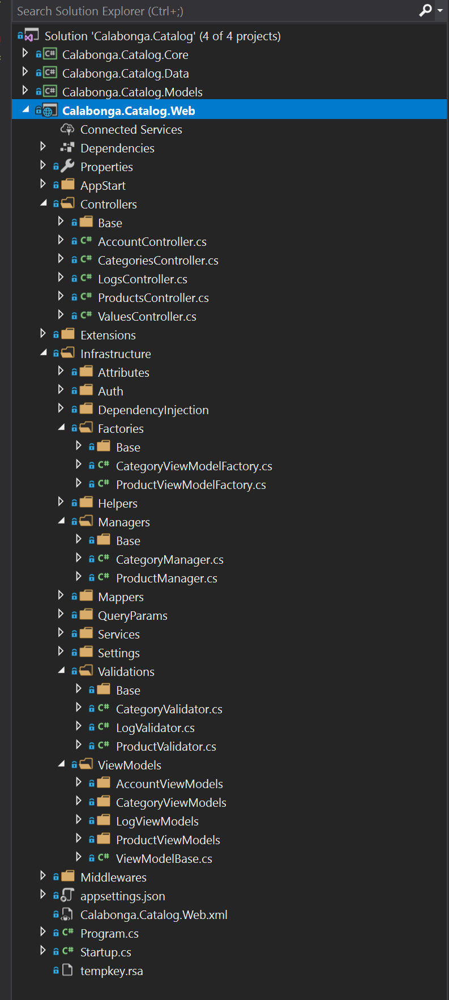 Search Solution Explorer (Ctrl+;)
Solution 'Calabonga.Catalog' (4 of 4 projects)
C# Calabonga.Catalog.Core
C# Calabonga.Catalog.Data
C# Calabonga.Catalog.Models
Calabonga.Catalog.Web
Connected Services
Dependencies
Properties
AppStart
Controllers
Base
C# AccountController.cs
C# CategoriesController.cs
C# LogsController.cs
C# ProductsController.cs
C# ValuesController.cs
Extensions
Infrastructure
Attributes
Auth
DependencyInjection
Factories
Base
C# CategoryViewModelFactory.cs
C# ProductViewModelFactory.cs
Helpers
Managers
Base
C# CategoryManager.cs
C# ProductManager.cs
Mappers
QueryParams
Services
Settings
Validations
Base
C# CategoryValidator.cs
C# LogValidator.cs
C# ProductValidator.cs
ViewModels
AccountViewModels
CategoryViewModels
LogViewModels
ProductViewModels
C# ViewModelBase.cs
Middlewares
appsettings.json
Calabonga.Catalog.Web.xml
C# Program.cs
C# Startup.cs
tempkey.rsa